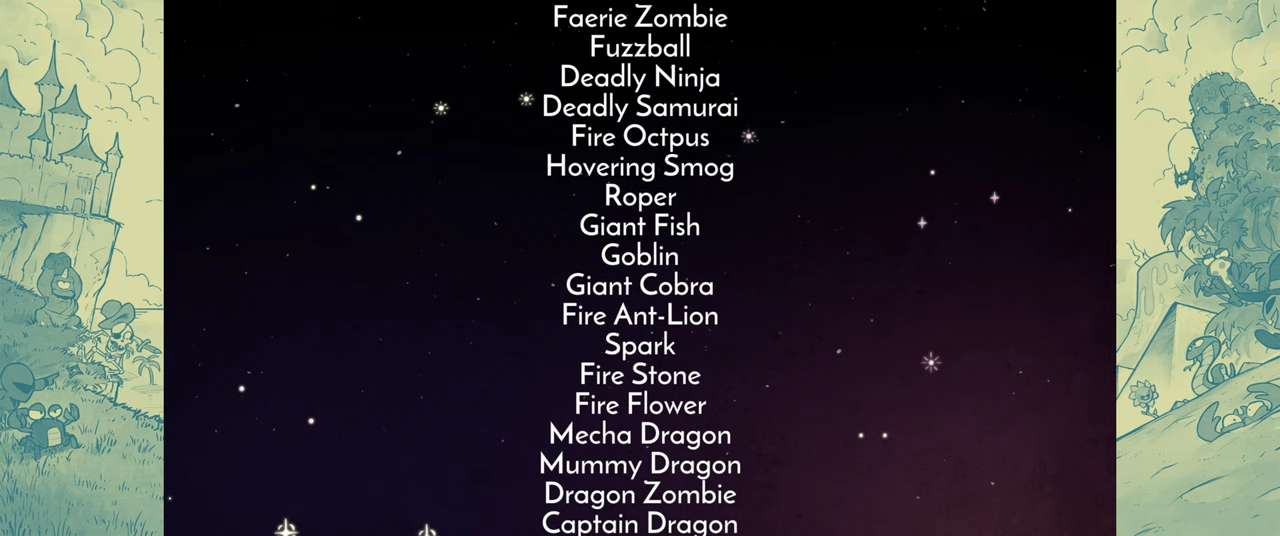 Faerie Zombie
Fuzzball
Deadly Ninja
Deadly Samurai
Fire Octpus
Hovering Smog
Roper
Giant Fish
Goblin
Giant Cobra
Fire Ant-Lion
Spark
Fire Stone
Fire Flower
Mecha Dragon
Mummy Dragon
Dragon Zombie
Captain Dragon